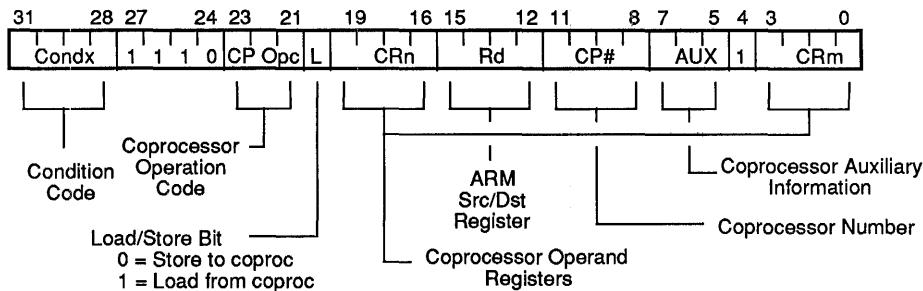 31 28 27 24 23 21 19 16 15 12 11 8 7 5 4 3 0
Condx 1 1 1 0 CP Opc L CRn Rd CP# AUX 1 CRm
Condition
Code
Coprocessor
Operation
Code
ARM
Src/Dst
Register
Coprocessor Auxiliary
Information
Load/Store Bit
0 = Store to coproc
1 = Load from coproc
Coprocessor Number
Coprocessor Operand
Registers